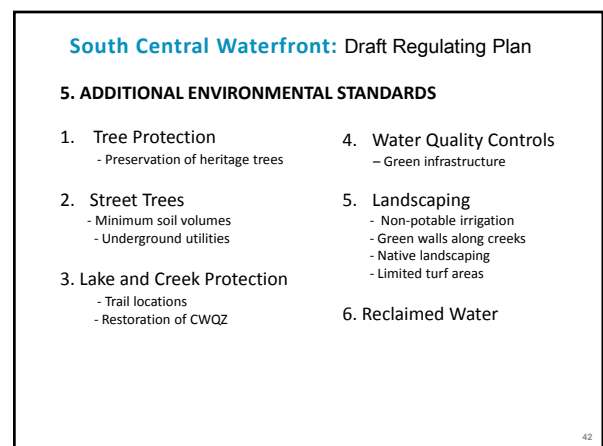 South Central Waterfront: Draft Regulating Plan
5. ADDITIONAL ENVIRONMENTAL STANDARDS
1. Tree Protection
- Preservation of heritage trees
2. Street Trees
- Minimum soil volumes
- Underground utilities
3. Lake and Creek Protection
- Trail locations
- Restoration of CWQZ
4. Water Quality Controls
– Green infrastructure
5. Landscaping
- Non-potable irrigation
- Green walls along creeks
- Native landscaping
- Limited turf areas
6. Reclaimed Water
42